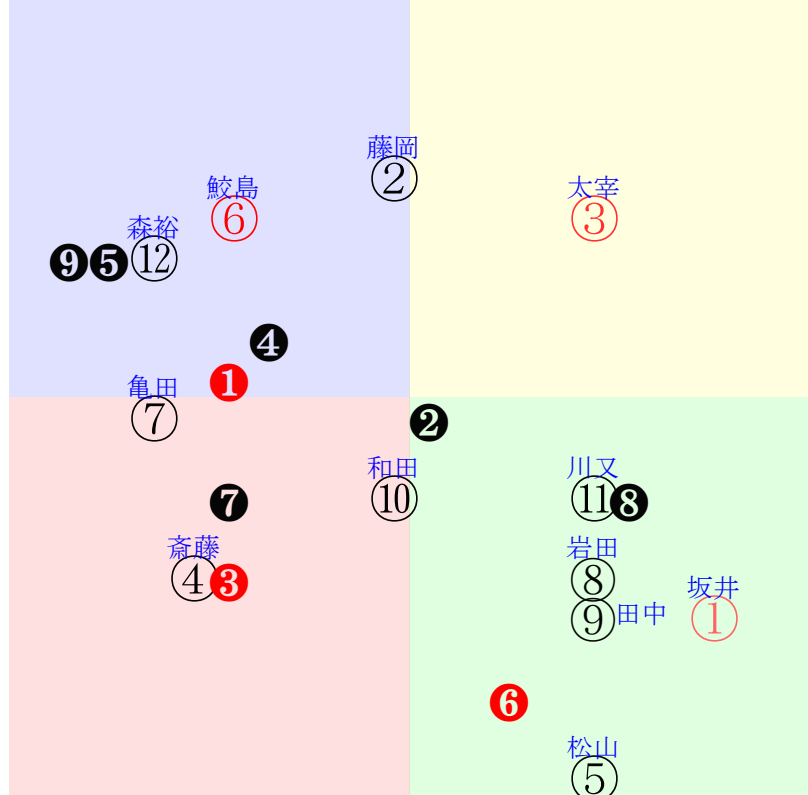 藤岡
②
鮫島
⑥
太宰
③
森裕
❾❺⑫
❹
亀田
❶
⑦
❷
和田
⑩
川又
⑪❽
❼
斎藤
④❸
岩田
⑧
⑨田中
坂井
①
❻
松山
⑤